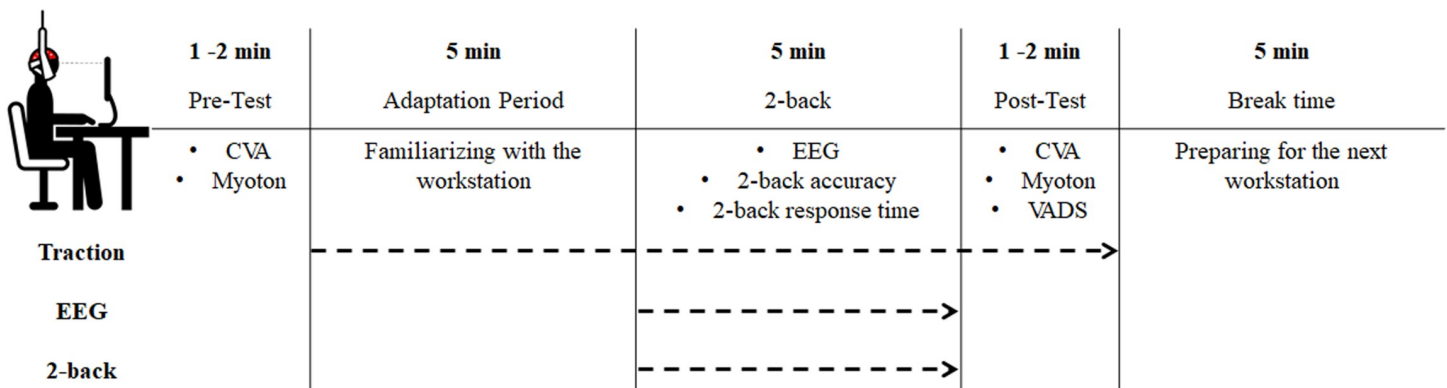 1 -2 min
5 min
5 min
1 -2 min
5 min
Pre-Test
Adaptation Period
2-back
Post-Test
Break time
• CVA
• Myoton
Familiarizing with the
workstation
• EEG
• 2-back accuracy
• 2-back response time
• CVA
• Myoton
• VADS
Preparing for the next
workstation
Traction
EEG
2-back